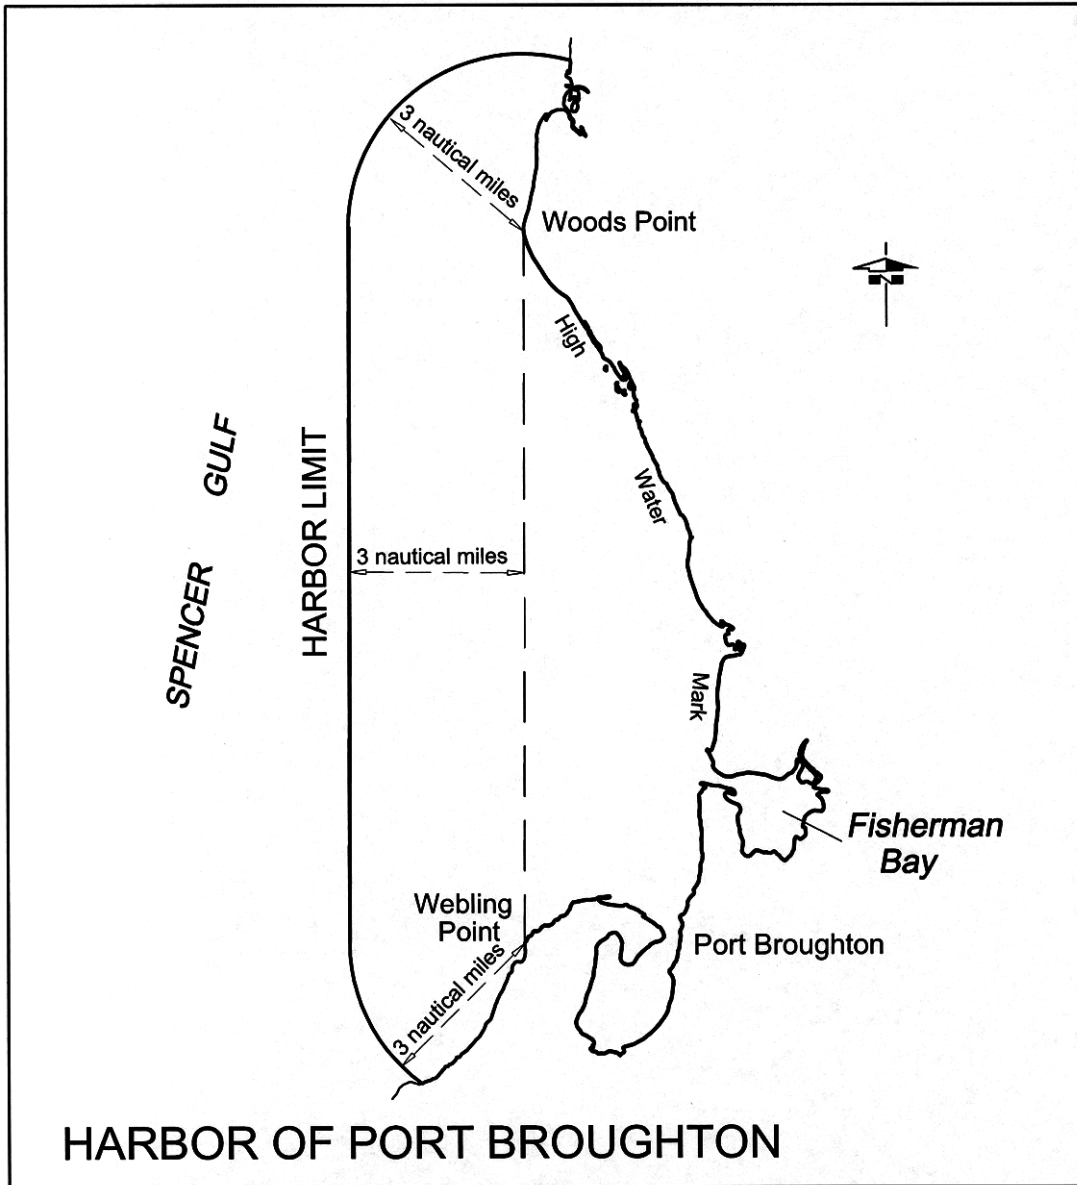 3 nautical miles
Woods Point
N
High
Water
Mark
SPENCER GULF
HARBOR LIMIT
3 nautical miles
Fisherman
Bay
Webling
Point
Port Broughton
3 nautical miles
HARBOR OF PORT BROUGHTON